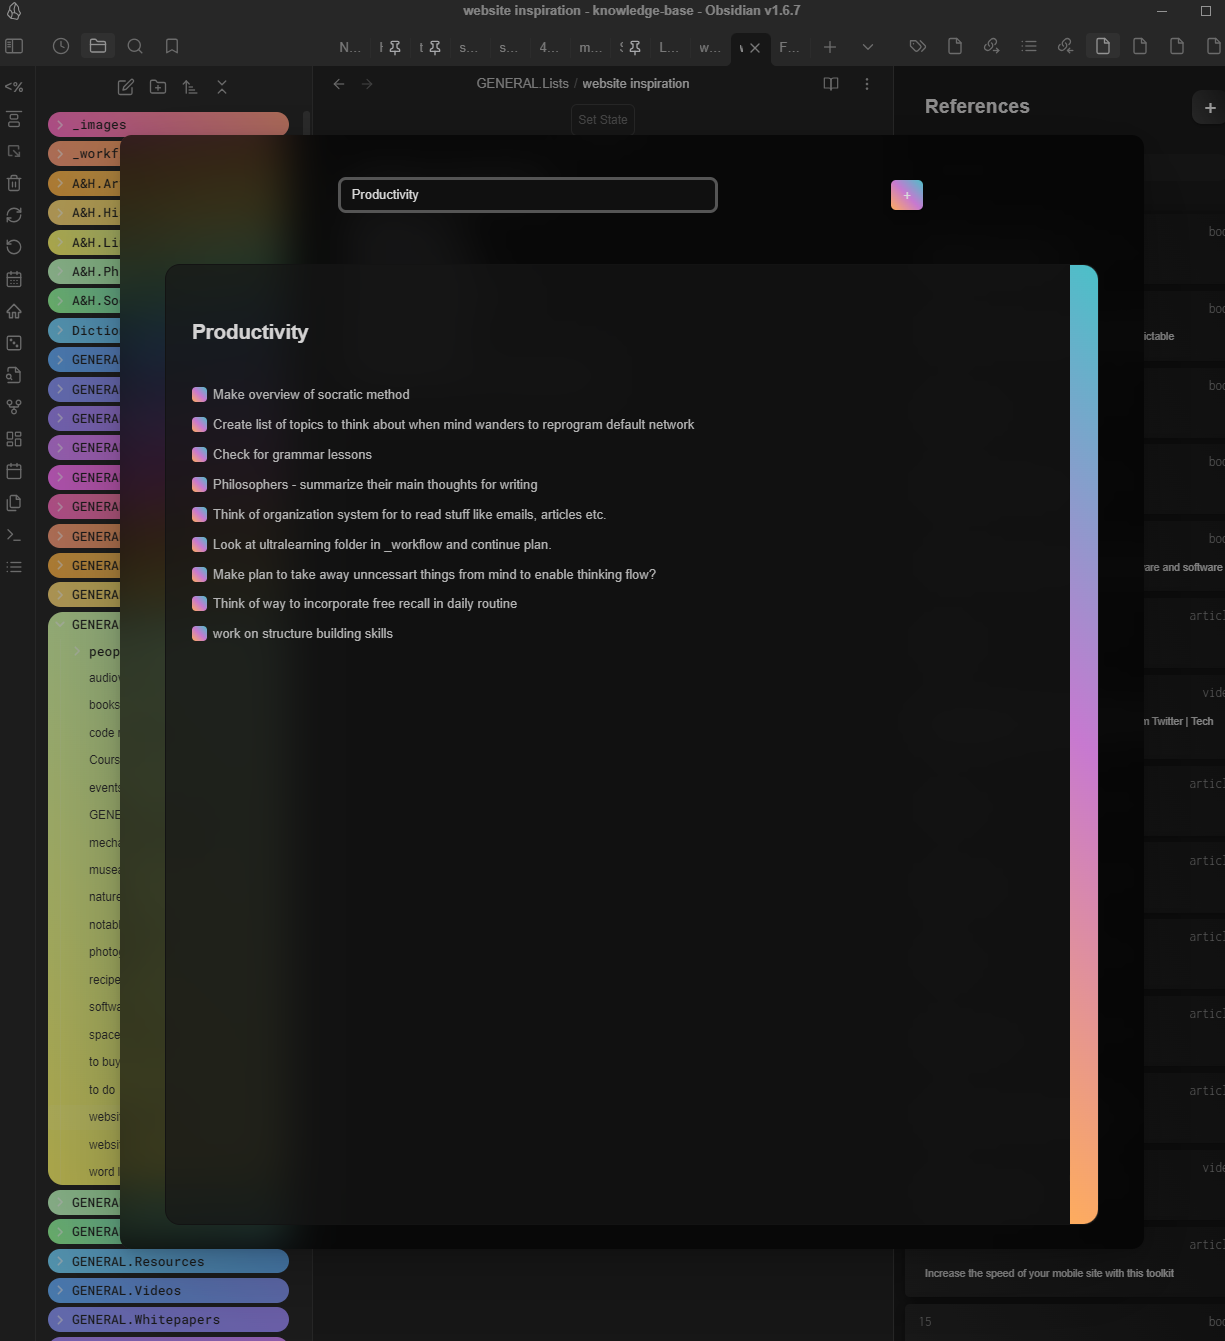 website inspiration - knowledge-base - Obsidian v1.6.7
N...
s...
s...
4...
m...
L...
w...
F...
GENERAL.Lists / website inspiration
References
Set State
_images
_workf
A&H.Ar
A&H.Hi
A&H.Li
A&H.Ph
A&H.So
Dictio
GENERA
GENERA
GENERA
GENERA
GENERA
GENERA
GENERA
GENERA
GENERA
GENERA
peop
audiov
books
code
Cours
events
GENE
mecha
musea
nature
notabl
photo
recipe
softwa
space
to buy
to do
websi
websi
word l
GENERA
GENERA
GENERAL.Resources
GENERAL.Videos
GENERAL.Whitepapers
Productivity
+
Productivity
Make overview of socratic method
Create list of topics to think about when mind wanders to reprogram default network
Check for grammar lessons
Philosophers - summarize their main thoughts for writing
Think of organization system for to read stuff like emails, articles etc.
Look at ultralearning folder in _workflow and continue plan.
Make plan to take away unncessart things from mind to enable thinking flow?
Think of way to incorporate free recall in daily routine
work on structure building skills
boo
boo
ictable
boo
boo
boo
are and software
artic
vide
n Twitter | Tech
artic
artic
artic
artic
artic
vide
artic
Increase the speed of your mobile site with this toolkit
15
boo